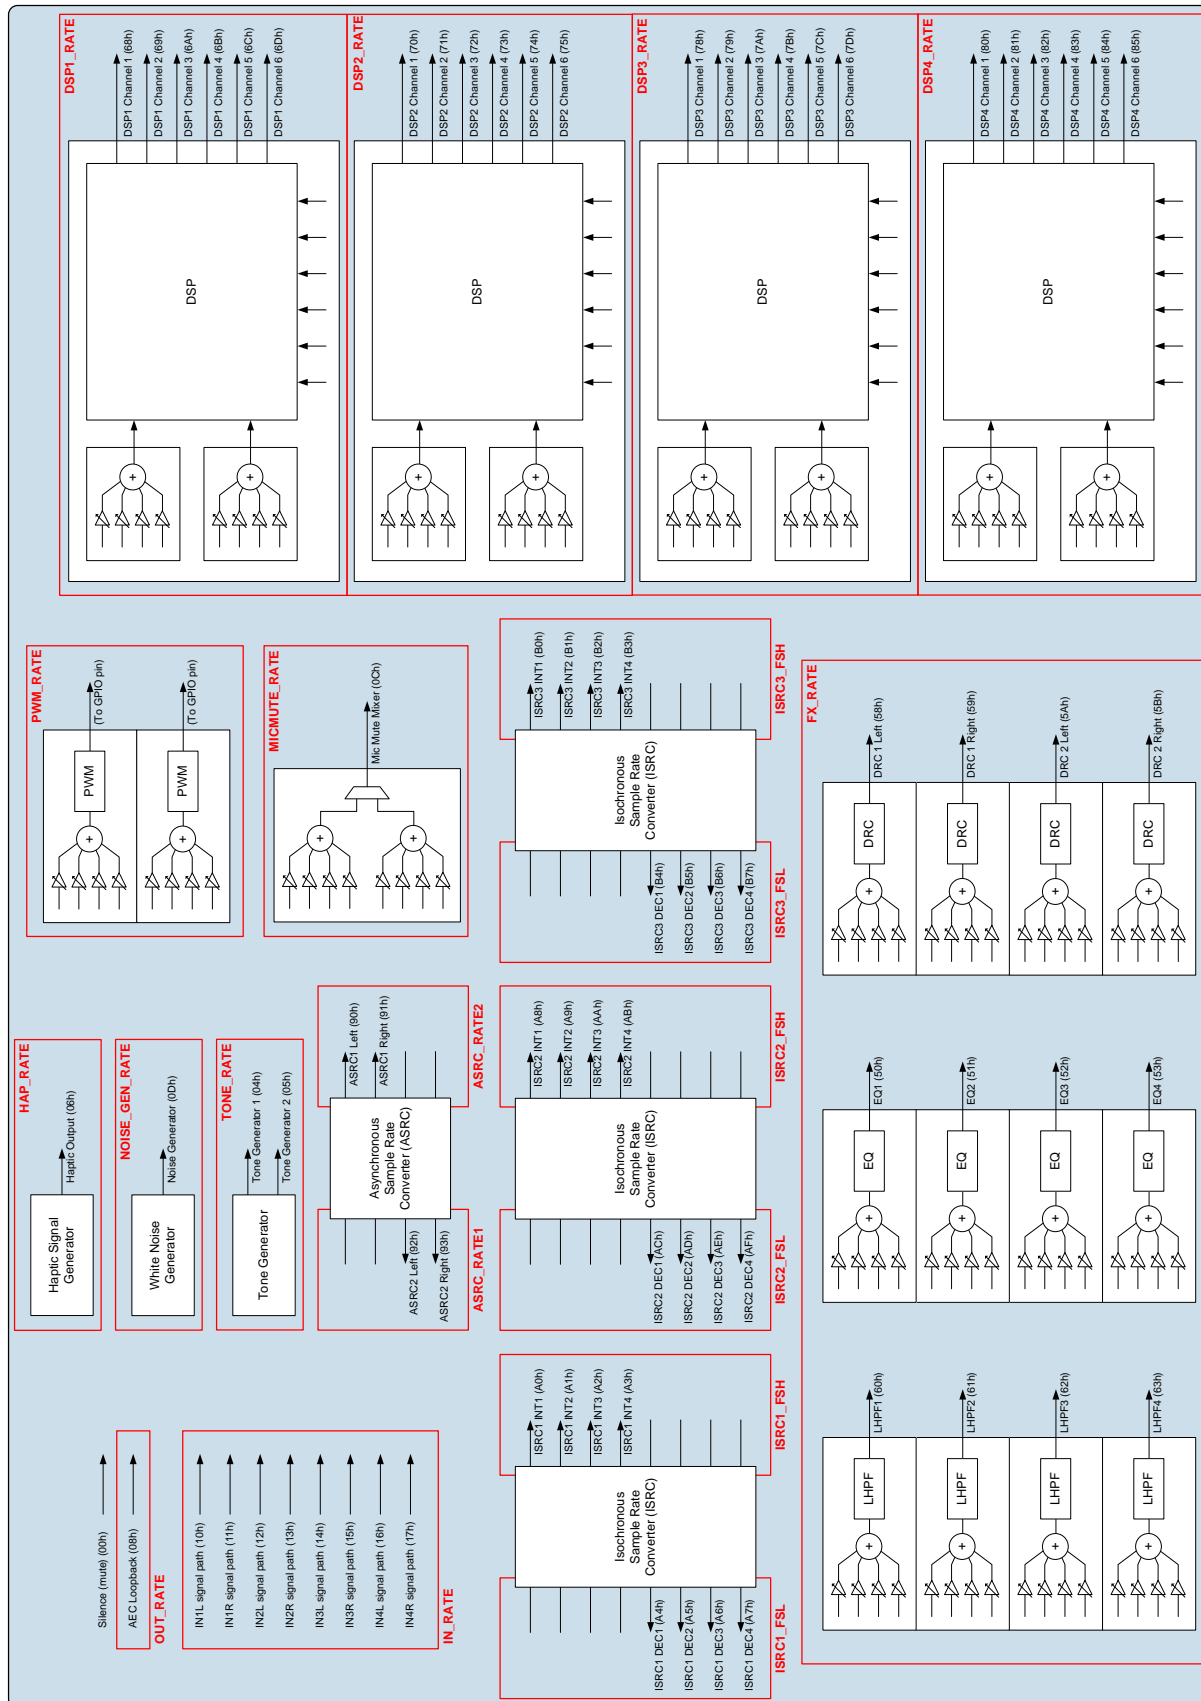 Silence (mute) (00h)
AEC Loopback (08h)
OUT_RATE
IN1L signal path (10h)
IN1R signal path (11h)
IN2L signal path (12h)
IN2R signal path (13h)
IN3L signal path (14h)
IN3R signal path (15h)
IN4L signal path (16h)
IN4R signal path (17h)
IN_RATE
HAP_RATE
Haptic Signal
Generator
Haptic Output (06h)
NOISE_GEN_RATE
White Noise
Generator
Noise Generator (0Dh)
TONE_RATE
Tone Generator
Tone Generator 1 (04h)
Tone Generator 2 (05h)
PWM_RATE
+
PWM
(To GPIO pin)
+
PWM
(To GPIO pin)
MICMUTE_RATE
+
+
Mic Mute Mixer (0Ch)
DSP1_RATE
+
+
DSP
DSP1 Channel 1 (68h)
DSP1 Channel 2 (69h)
DSP1 Channel 3 (6Ah)
DSP1 Channel 4 (6Bh)
DSP1 Channel 5 (6Ch)
DSP1 Channel 6 (6Dh)
DSP2_RATE
+
+
DSP
DSP2 Channel 1 (70h)
DSP2 Channel 2 (71h)
DSP2 Channel 3 (72h)
DSP2 Channel 4 (73h)
DSP2 Channel 5 (74h)
DSP2 Channel 6 (75h)
DSP3_RATE
+
+
DSP
DSP3 Channel 1 (78h)
DSP3 Channel 2 (79h)
DSP3 Channel 3 (7Ah)
DSP3 Channel 4 (7Bh)
DSP3 Channel 5 (7Ch)
DSP3 Channel 6 (7Dh)
DSP4_RATE
+
+
DSP
DSP4 Channel 1 (80h)
DSP4 Channel 2 (81h)
DSP4 Channel 3 (82h)
DSP4 Channel 4 (83h)
DSP4 Channel 5 (84h)
DSP4 Channel 6 (85h)
ASRC1 Left (90h)
ASRC1 Right (91h)
ASRC_RATE2
Asynchronous
Sample Rate
Converter (ASRC)
ASRC2 Left (92h)
ASRC2 Right (93h)
ASRC_RATE1
ISRC1 INT1 (A0h)
ISRC1 INT2 (A1h)
ISRC1 INT3 (A2h)
ISRC1 INT4 (A3h)
ISRC1_FSH
Isochronous
Sample Rate
Converter (ISRC)
ISRC1 DEC1 (A4h)
ISRC1 DEC2 (A5h)
ISRC1 DEC3 (A6h)
ISRC1 DEC4 (A7h)
ISRC1_FSL
ISRC2 INT1 (A8h)
ISRC2 INT2 (A9h)
ISRC2 INT3 (AAh)
ISRC2 INT4 (ABh)
ISRC2_FSH
Isochronous
Sample Rate
Converter (ISRC)
ISRC2 DEC1 (ACh)
ISRC2 DEC2 (ADh)
ISRC2 DEC3 (AEh)
ISRC2 DEC4 (AFh)
ISRC2_FSL
ISRC3 INT1 (B0h)
ISRC3 INT2 (B1h)
ISRC3 INT3 (B2h)
ISRC3 INT4 (B3h)
ISRC3_FSH
Isochronous
Sample Rate
Converter (ISRC)
ISRC3 DEC1 (B4h)
ISRC3 DEC2 (B5h)
ISRC3 DEC3 (B6h)
ISRC3 DEC4 (B7h)
ISRC3_FSL
FX_RATE
+
LHPF
LHPF1 (60h)
+
LHPF
LHPF2 (61h)
+
LHPF
LHPF3 (62h)
+
LHPF
LHPF4 (63h)
+
EQ
EQ1 (50h)
+
EQ
EQ2 (51h)
+
EQ
EQ3 (52h)
+
EQ
EQ4 (53h)
+
DRC
DRC 1 Left (58h)
+
DRC
DRC 1 Right (59h)
+
DRC
DRC 2 Left (5Ah)
+
DRC
DRC 2 Right (5Bh)